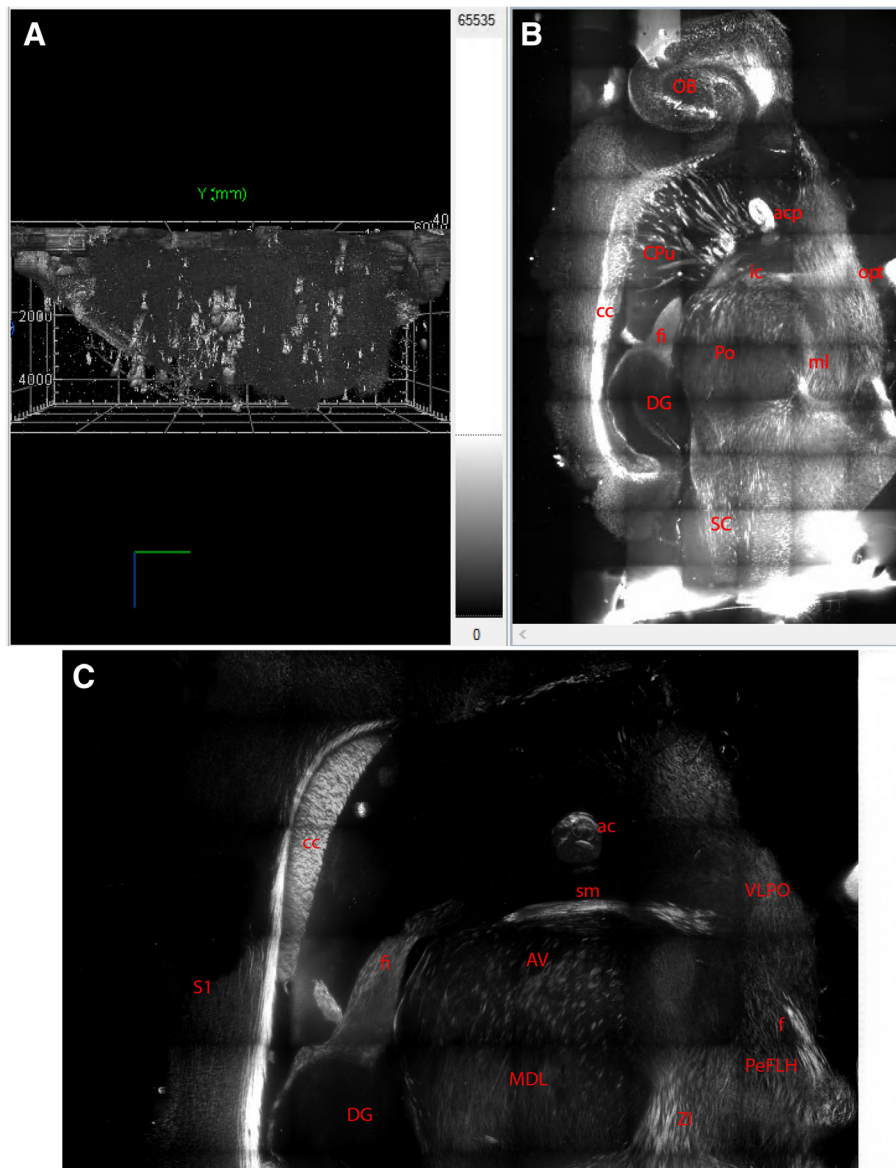 A
65535
Y (mm)
40
2000
4000
0
B
OB
acp
CPu
ic
opt
cc
fi
Po
ml
DG
SC
C
cc
ac
sm
VLPO
fi
AV
S1
f
PeFLH
MDL
DG
ZI